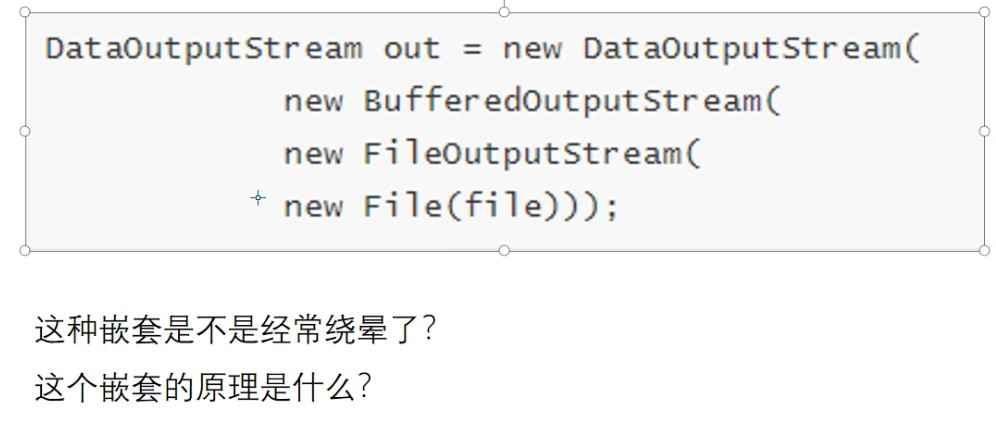 DataOutputStream out = new DataOutputStream(
new BufferedOutputStream(
new FileOutputStream(
new File(file)));
这种嵌套是不是经常绕晕了?
这个嵌套的原理是什么?